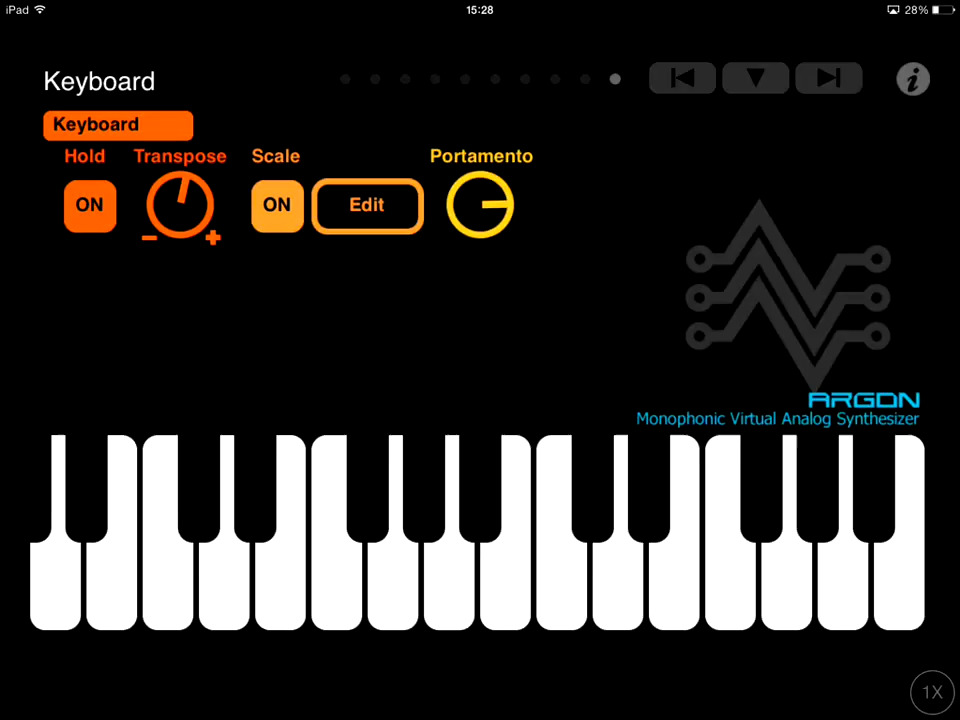 iPad 15:28 28%
Keyboard
Keyboard
Hold Transpose Scale Portamento
ON ON Edit
− +
ARGON
Monophonic Virtual Analog Synthesizer
1X